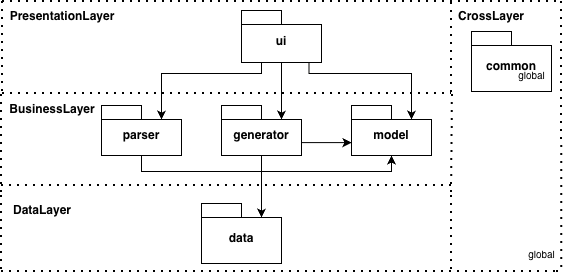 PresentationLayer
CrossLayer
ui
common
global
BusinessLayer
parser
generator
model
DataLayer
data
global